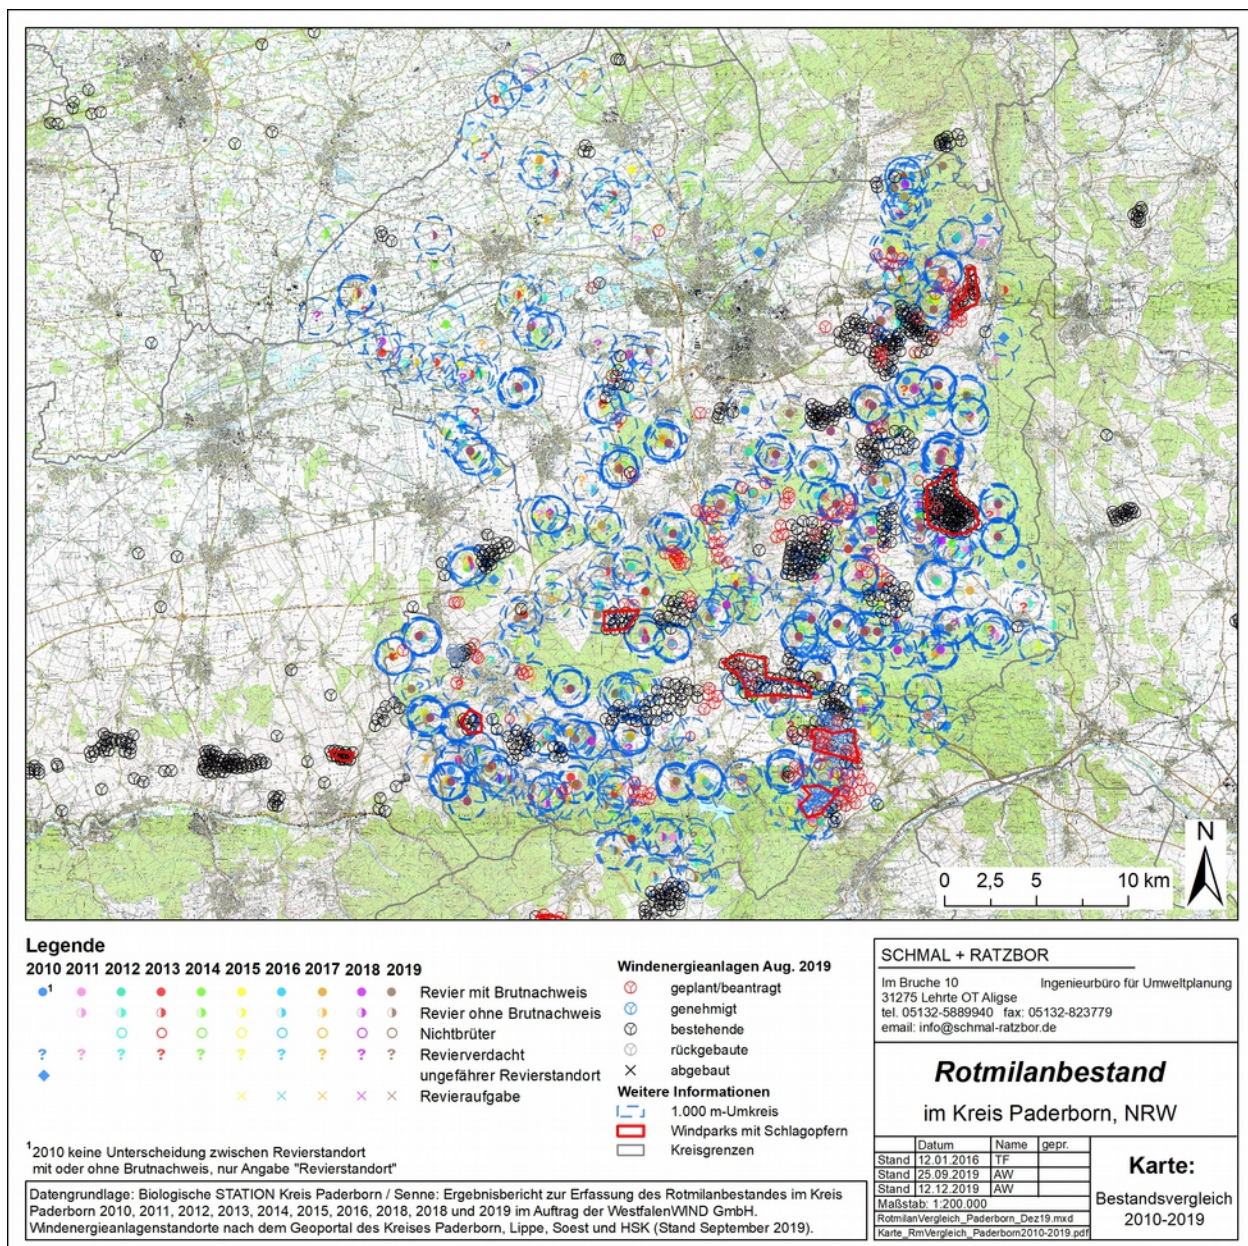 N
0 2,5 5 10 km
Legende
2010 2011 2012 2013 2014 2015 2016 2017 2018 2019
1
Revier mit Brutnachweis
Revier ohne Brutnachweis
Nichtbrüter
? ? ? ? ? ? ? ? ? ? Revierverdacht
ungefährer Revierstandort
Revieraufgabe
1 2010 keine Unterscheidung zwischen Revierstandort
mit oder ohne Brutnachweis, nur Angabe "Revierstandort"
Windenergieanlagen Aug. 2019
geplant/beantragt
genehmigt
bestehende
rückgebaute
abgebaut
Weitere Informationen
1.000 m-Umkreis
Windparks mit Schlagopfern
Kreisgrenzen
Datengrundlage: Biologische STATION Kreis Paderborn / Senne: Ergebnisbericht zur Erfassung des Rotmilanbestandes im Kreis
Paderborn 2010, 2011, 2012, 2013, 2014, 2015, 2016, 2018, 2018 und 2019 im Auftrag der WestfalenWIND GmbH.
Windenergieanlagenstandorte nach dem Geoportal des Kreises Paderborn, Lippe, Soest und HSK (Stand September 2019).
SCHMAL + RATZBOR
Im Bruche 10 Ingenieurbüro für Umweltplanung
31275 Lehrte OT Aligse
tel. 05132-5889940 fax: 05132-823779
email: info@schmal-ratzbor.de
Rotmilanbestand
im Kreis Paderborn, NRW
Datum Name gepr.
Stand 12.01.2016 TF
Stand 25.09.2019 AW
Stand 12.12.2019 AW
Maßstab: 1:200.000
RotmilanVergleich_Paderborn_Dez19.mxd
Karte_RmVergleich_Paderborn2010-2019.pdf
Karte:
Bestandsvergleich
2010-2019